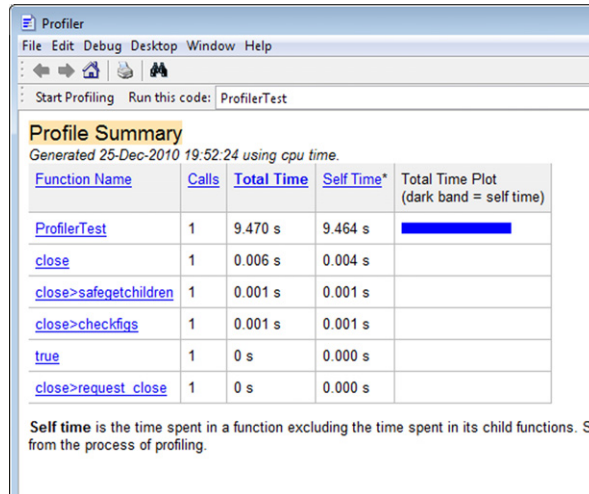 Profiler
File Edit Debug Desktop Window Help
Start Profiling Run this code: ProfilerTest
Profile Summary
Generated 25-Dec-2010 19:52:24 using cpu time.
Function Name Calls Total Time Self Time* Total Time Plot
(dark band = self time)
ProfilerTest 1 9.470 s 9.464 s
close 1 0.006 s 0.004 s
close>safegetchildren 1 0.001 s 0.001 s
close>checkfigs 1 0.001 s 0.001 s
true 1 0 s 0.000 s
close>request_close 1 0 s 0.000 s
Self time is the time spent in a function excluding the time spent in its child functions. S
from the process of profiling.